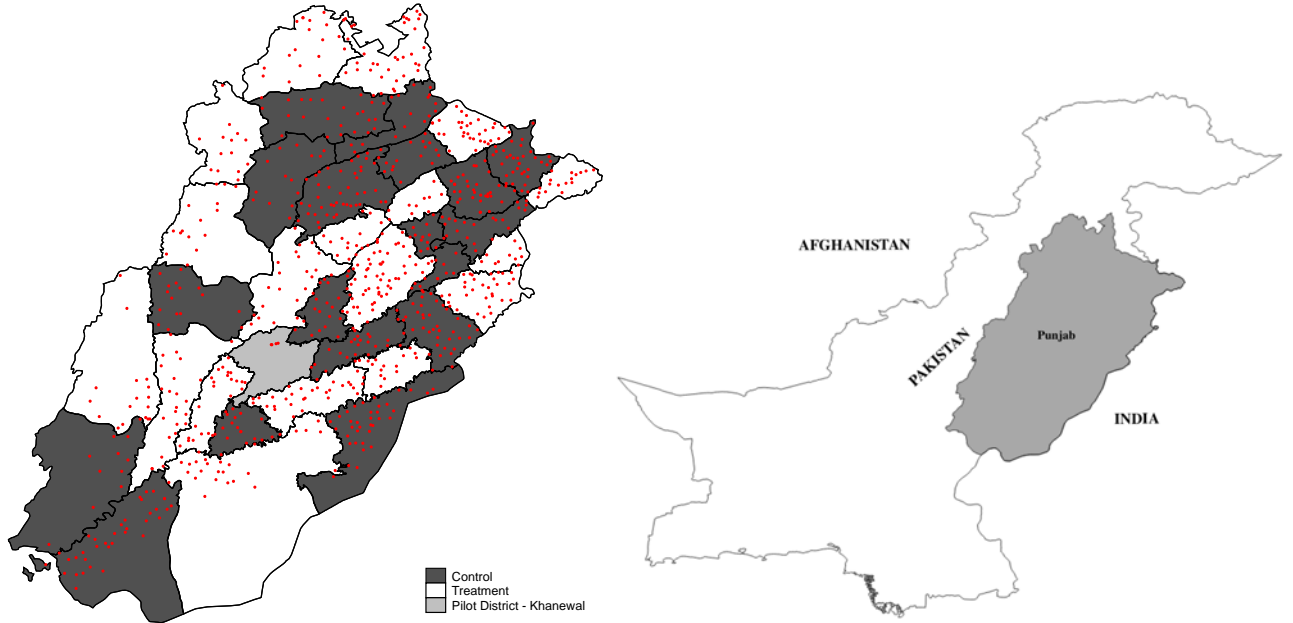 Control
Treatment
Pilot District - Khanewal
AFGHANISTAN
PAKISTAN
Punjab
INDIA